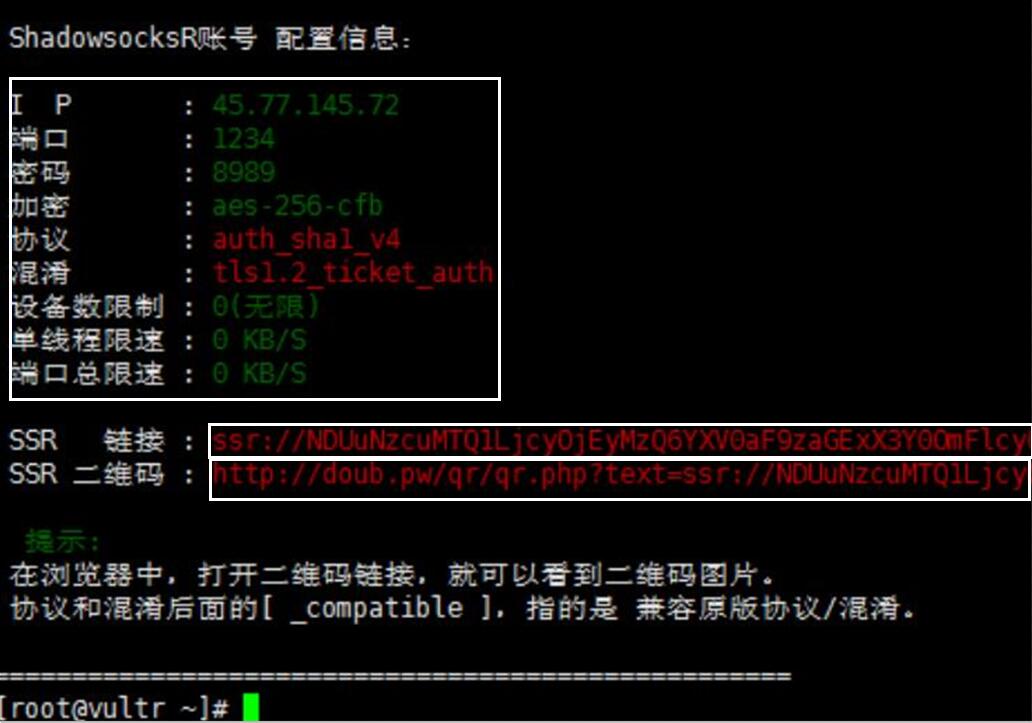 ShadowsocksR账号 配置信息:
I P : 45.77.145.72
端口 : 1234
密码 : 8989
加密 : aes-256-cfb
协议 : auth_sha1_v4
混淆 : tls1.2_ticket_auth
设备数限制 : 0(无限)
单线程限速 : 0 KB/S
端口总限速 : 0 KB/S
SSR 链接 : ssr://NDUuNzcuMTQ1LjcyOjEyMzQ6YXV0aF9zaGExX3Y0OmFlcy
SSR 二维码 : http://doub.pw/qr/qr.php?text=ssr://NDUuNzcuMTQ1Ljcy
提示:
在浏览器中，打开二维码链接，就可以看到二维码图片。
协议和混淆后面的[ _compatible ]，指的是 兼容原版协议/混淆。
===================================================
[root@vultr ~]#